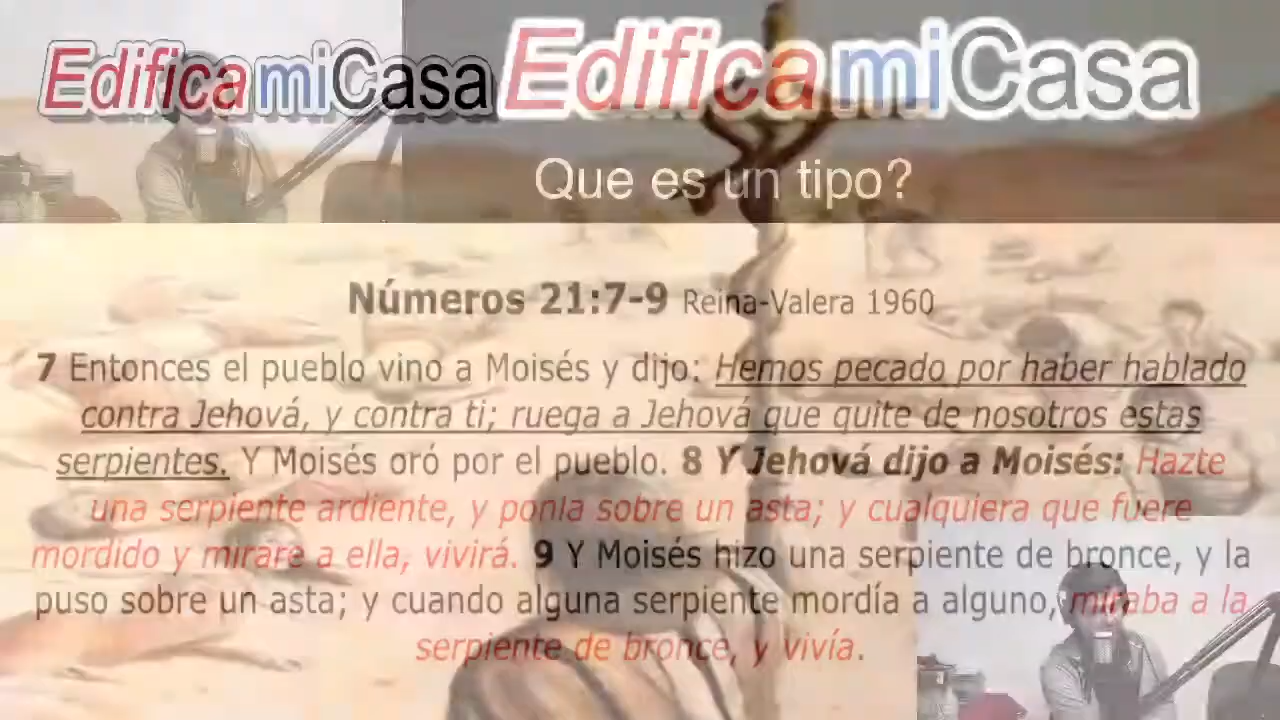 EdificamiCasa EdificamiCasa
Que es un tipo?
Números 21:7-9 Reina-Valera 1960
7 Entonces el pueblo vino a Moisés y dijo: Hemos pecado por haber hablado
contra Jehová, y contra ti; ruega a Jehová que quite de nosotros estas
serpientes. Y Moisés oró por el pueblo. 8 Y Jehová dijo a Moisés: Hazte
una serpiente ardiente, y ponla sobre un asta; y cualquiera que fuere
mordido y mirare a ella, vivirá. 9 Y Moisés hizo una serpiente de bronce, y la
puso sobre un asta; y cuando alguna serpiente mordía a alguno, miraba a la
serpiente de bronce, y vivía.